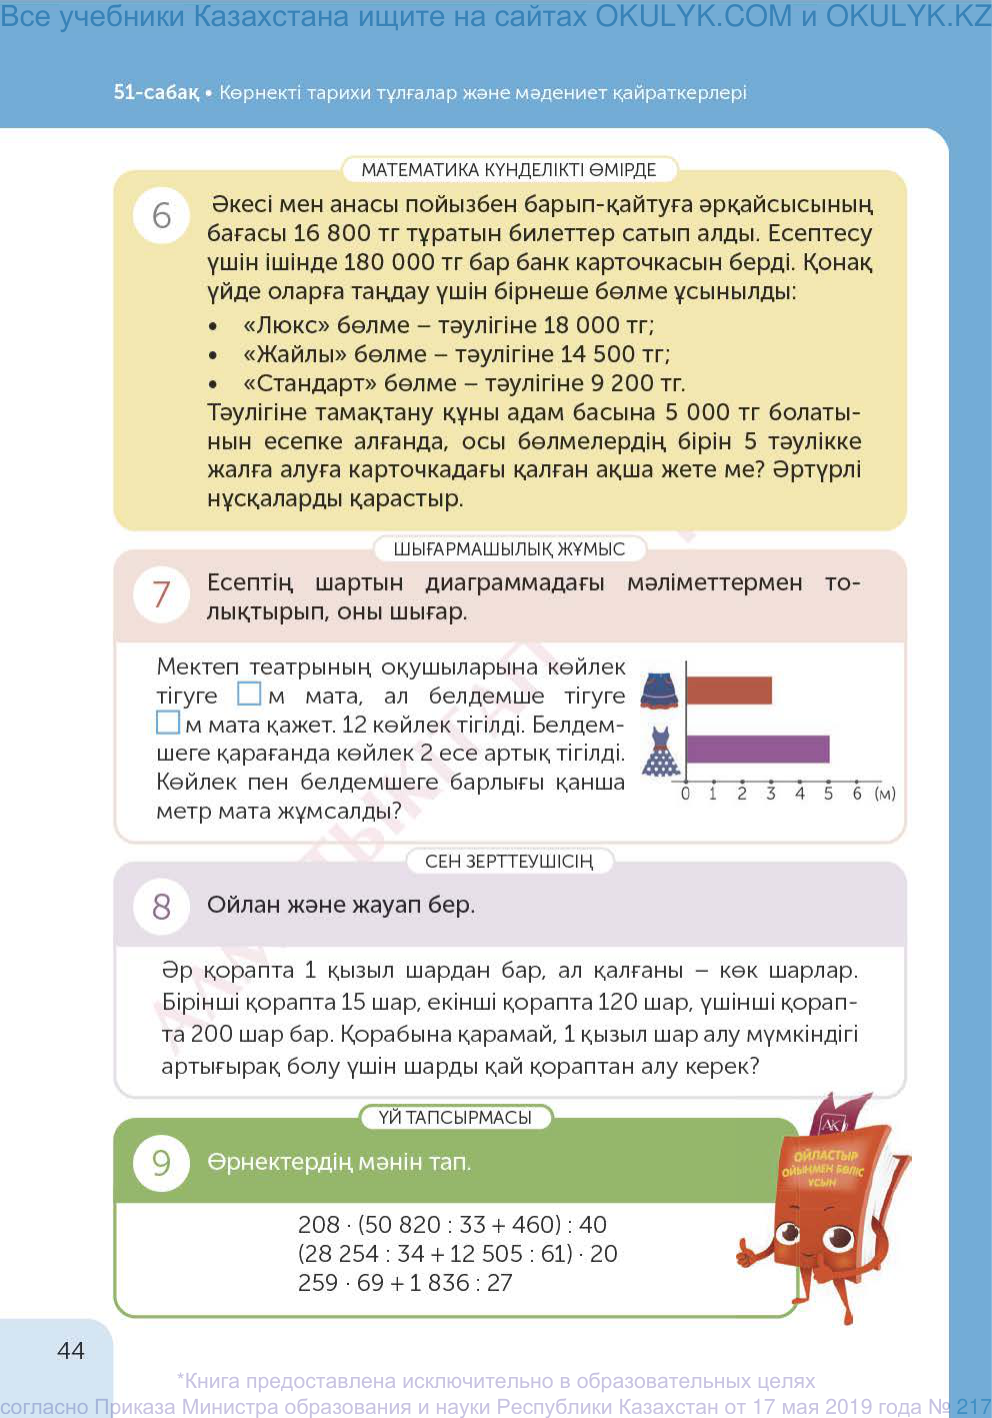 Все учебники Казахстана ищите на сайтах OKULYK.COM и OKULYK.KZ
51-сабақ • Көрнекті тарихи тұлғалар және мәдениет қайраткерлері
МАТЕМАТИКА КҮНДЕЛІКТІ ӨМІРДЕ
6
Әкесі мен анасы пойызбен барып-қайтуға әрқайсысының
бағасы 16 800 тг тұратын билеттер сатып алды. Есептесу
үшін ішінде 180 000 тг бар банк карточкасын берді. Қонақ
үйде оларға таңдау үшін бірнеше бөлме ұсынылды:
• «Люкс» бөлме – тәулігіне 18 000 тг;
• «Жайлы» бөлме – тәулігіне 14 500 тг;
• «Стандарт» бөлме – тәулігіне 9 200 тг.
Тәулігіне тамақтану құны адам басына 5 000 тг болаты-
нын есепке алғанда, осы бөлмелердің бірін 5 тәулікке
жалға алуға карточкадағы қалған ақша жете ме? Әртүрлі
нұсқаларды қарастыр.
ШЫҒАРМАШЫЛЫҚ ЖҰМЫС
7
Есептің шартын диаграммадағы мәліметтермен то-
лықтырып, оны шығар.
Мектеп театрының оқушыларына көйлек
тігуге □ м мата, ал белдемше тігуге
□ м мата қажет. 12 көйлек тігілді. Белдем-
шеге қарағанда көйлек 2 есе артық тігілді.
Көйлек пен белдемшеге барлығы қанша
метр мата жұмсалды?
0 1 2 3 4 5 6 (м)
СЕН ЗЕРТТЕУШІСІҢ
8
Ойлан және жауап бер.
Әр қорапта 1 қызыл шардан бар, ал қалғаны – көк шарлар.
Бірінші қорапта 15 шар, екінші қорапта 120 шар, үшінші қорап-
та 200 шар бар. Қорабына қарамай, 1 қызыл шар алу мүмкіндігі
артығырақ болу үшін шарды қай қораптан алу керек?
ҮЙ ТАПСЫРМАСЫ
9
Өрнектердің мәнін тап.
208 · (50 820 : 33 + 460) : 40
(28 254 : 34 + 12 505 : 61) · 20
259 · 69 + 1 836 : 27
АК
ОЙЛАСТЫР
ОЙЫҢМЕН БӨЛІС
ҰСЫН
44
*Книга предоставлена исключительно в образовательных целях
согласно Приказа Министра образования и науки Республики Казахстан от 17 мая 2019 года № 217